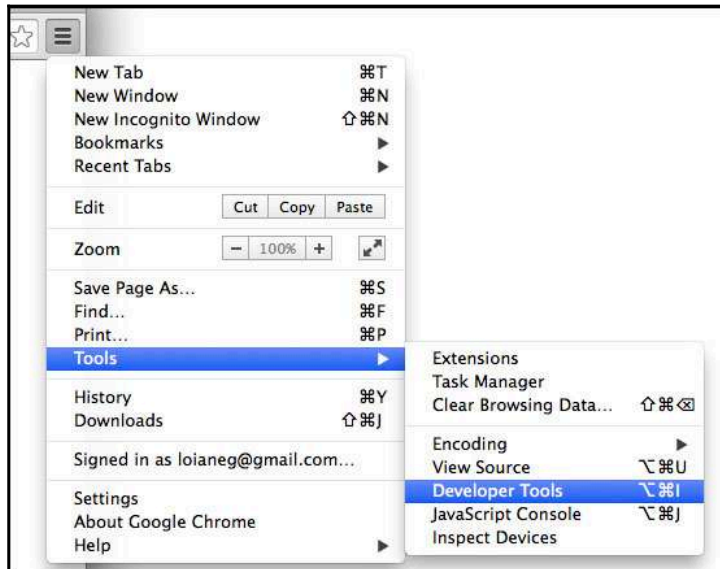 New Tab ⌘T
New Window ⌘N
New Incognito Window ⇧⌘N
Bookmarks ▶
Recent Tabs ▶
Edit Cut Copy Paste
Zoom − 100% +
Save Page As... ⌘S
Find... ⌘F
Print... ⌘P
Tools ▶
History ⌘Y
Downloads ⇧⌘J
Signed in as loianeg@gmail.com...
Settings
About Google Chrome
Help ▶
Extensions
Task Manager
Clear Browsing Data... ⇧⌘⌫
Encoding ▶
View Source ⌥⌘U
Developer Tools ⌥⌘I
JavaScript Console ⌥⌘J
Inspect Devices